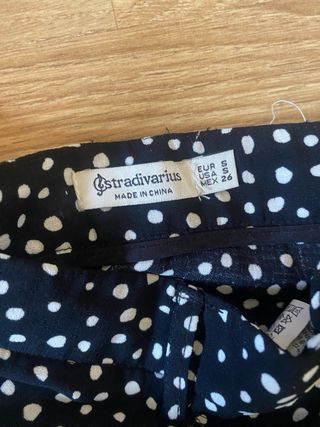 stradivarius
MADE IN CHINA
EUR S
USA S
MEX 26